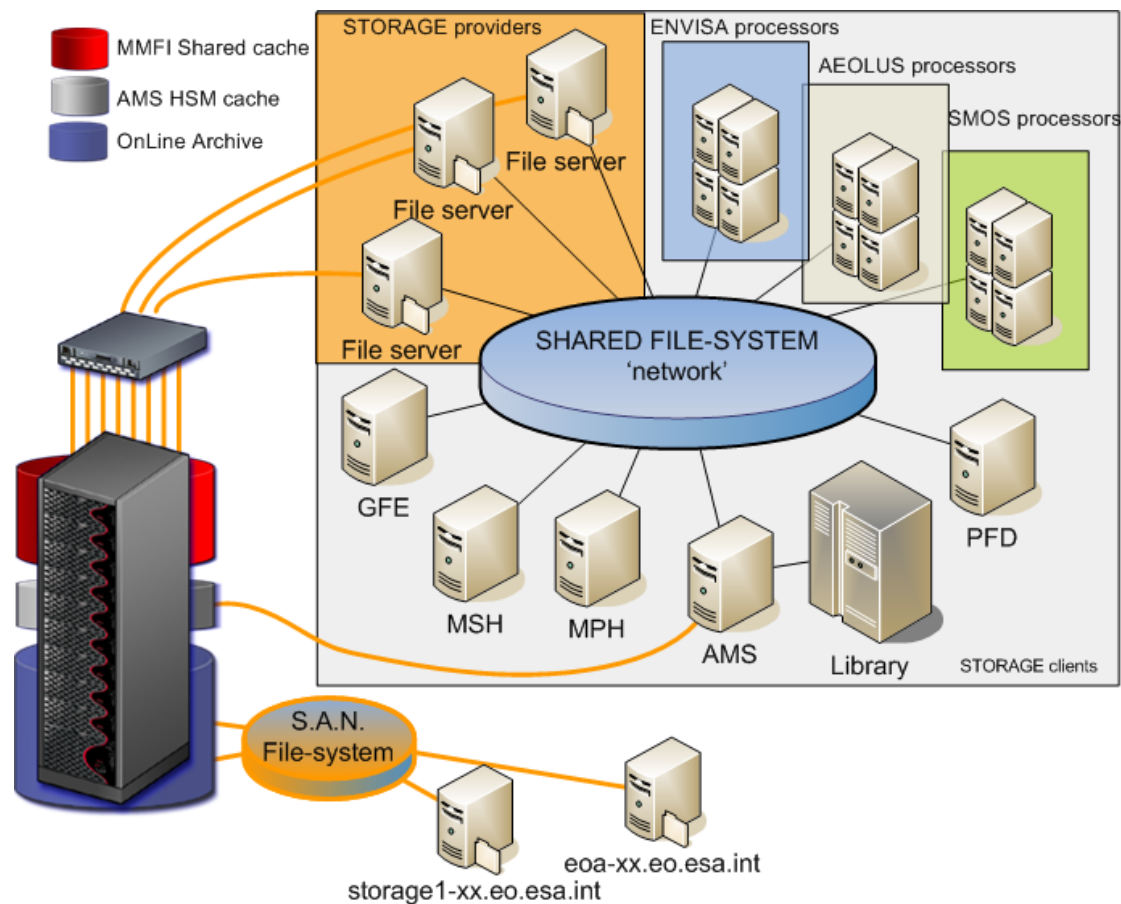 MMFI Shared cache
AMS HSM cache
OnLine Archive
STORAGE providers
ENVISA processors
AEOLUS processors
SMOS processors
File server
File server
File server
SHARED FILE-SYSTEM
‘network’
GFE
MSH
MPH
AMS
Library
PFD
STORAGE clients
S.A.N.
File-system
eoa-xx.eo.esa.int
storage1-xx.eo.esa.int